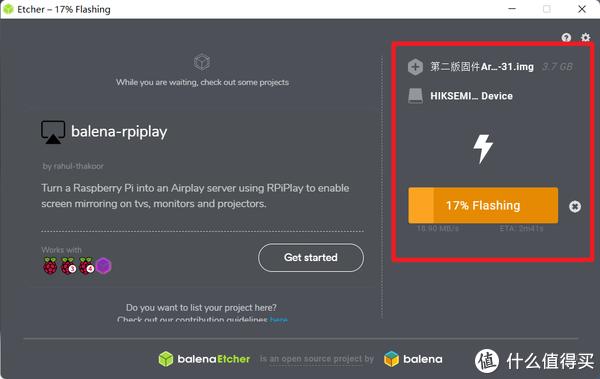 Etcher – 17% Flashing
While you are waiting, check out some projects
balena-rpiplay
by rahul-thakoor
Turn a Raspberry Pi into an Airplay server using RPiPlay to enable
screen mirroring on tvs, monitors and projectors.
Works with
3 4
Get started
Do you want to list your project here?
Check out our contribution guidelines here
第二版固件Ar...-31.img 3.7 GB
HIKSEMI... Device
17% Flashing
18.90 MB/s ETA: 2m41s
balenaEtcher is an open source project by balena
值 什么值得买